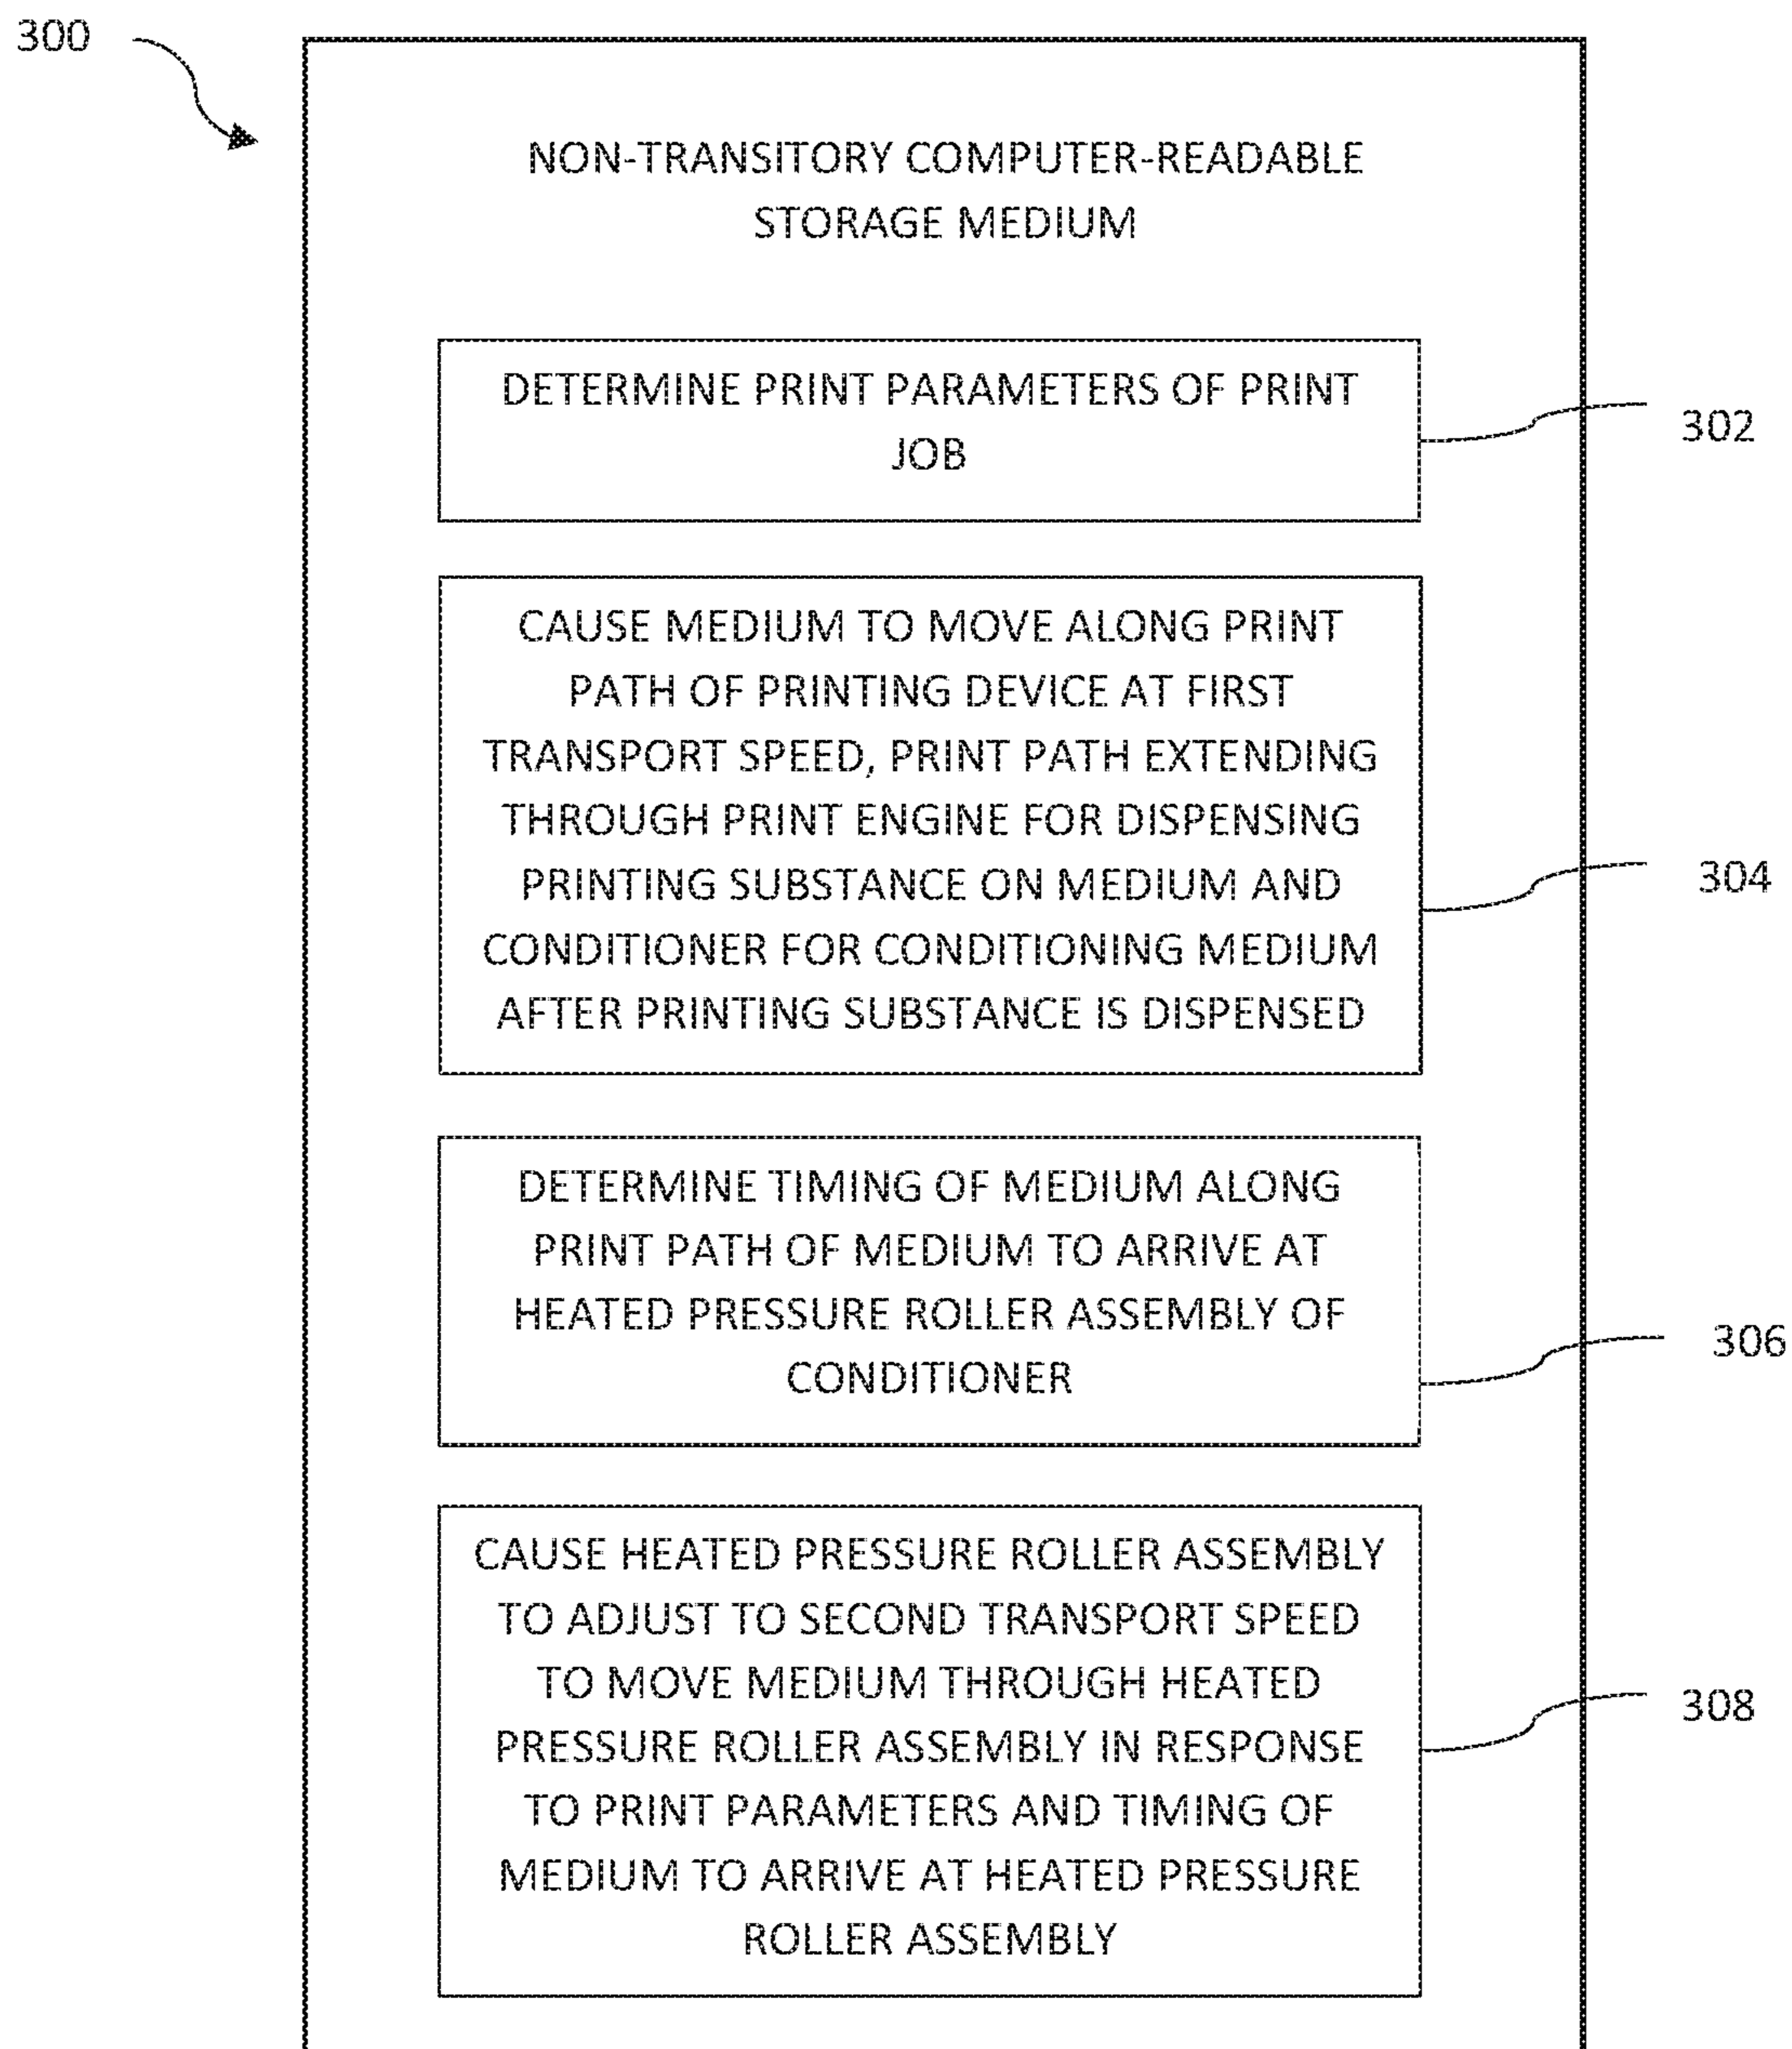 300
NON-TRANSITORY COMPUTER-READABLE
STORAGE MEDIUM
DETERMINE PRINT PARAMETERS OF PRINT
JOB
302
CAUSE MEDIUM TO MOVE ALONG PRINT
PATH OF PRINTING DEVICE AT FIRST
TRANSPORT SPEED, PRINT PATH EXTENDING
THROUGH PRINT ENGINE FOR DISPENSING
PRINTING SUBSTANCE ON MEDIUM AND
CONDITIONER FOR CONDITIONING MEDIUM
AFTER PRINTING SUBSTANCE IS DISPENSED
304
DETERMINE TIMING OF MEDIUM ALONG
PRINT PATH OF MEDIUM TO ARRIVE AT
HEATED PRESSURE ROLLER ASSEMBLY OF
CONDITIONER
306
CAUSE HEATED PRESSURE ROLLER ASSEMBLY
TO ADJUST TO SECOND TRANSPORT SPEED
TO MOVE MEDIUM THROUGH HEATED
PRESSURE ROLLER ASSEMBLY IN RESPONSE
TO PRINT PARAMETERS AND TIMING OF
MEDIUM TO ARRIVE AT HEATED PRESSURE
ROLLER ASSEMBLY
308